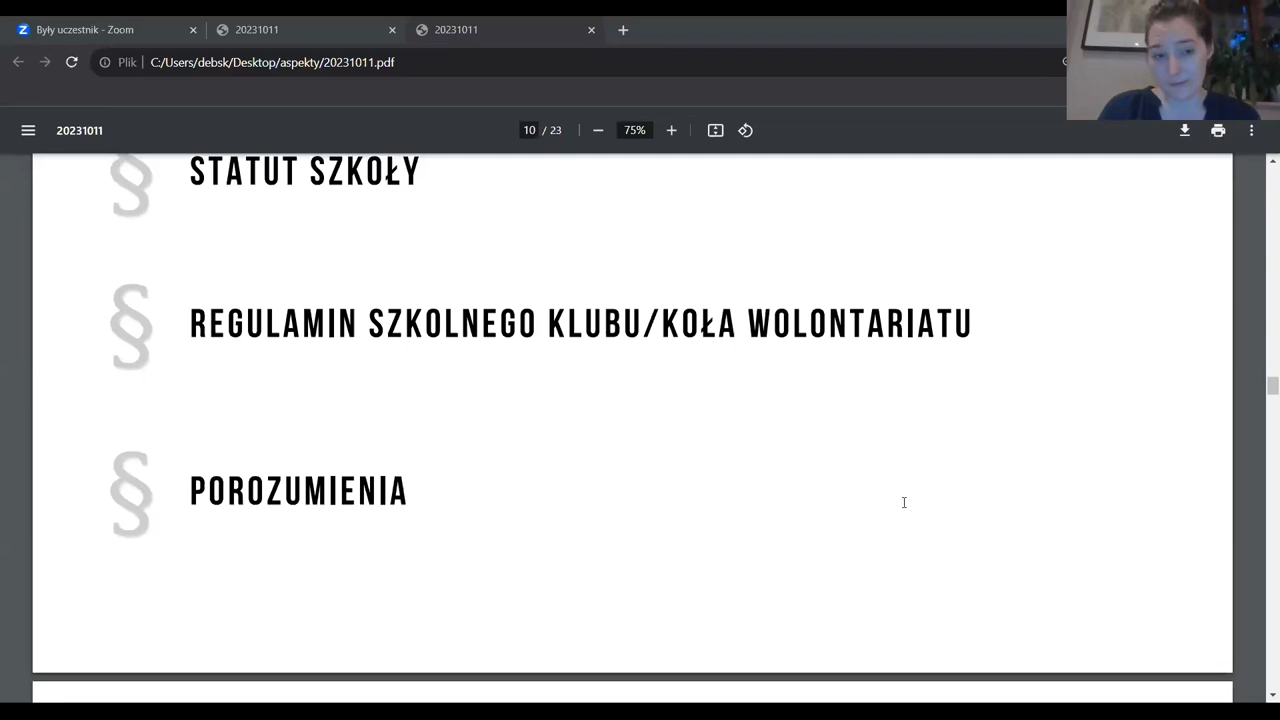 Były uczestnik - Zoom
20231011
20231011
Plik C:/Users/debsk/Desktop/aspekty/20231011.pdf
20231011
10 / 23
75%
§ STATUT SZKOŁY
§ REGULAMIN SZKOLNEGO KLUBU/KOŁA WOLONTARIATU
§ POROZUMIENIA